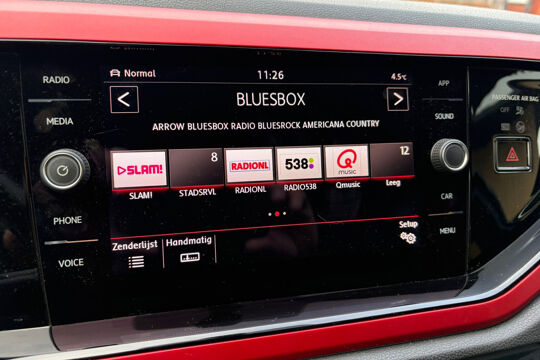 RADIO
MEDIA
PHONE
VOICE
Normal
11:26
4.5°C
BLUESBOX
ARROW BLUESBOX RADIO BLUESROCK AMERICANA COUNTRY
SLAM!
8
RADIONL
538
Q
music
12
SLAM!
STADSRVL
RADIONL
RADIO538
Qmusic
Leeg
Zenderlijst
Handmatig
Setup
APP
SOUND
CAR
MENU
PASSENGER AIR BAG
OFF